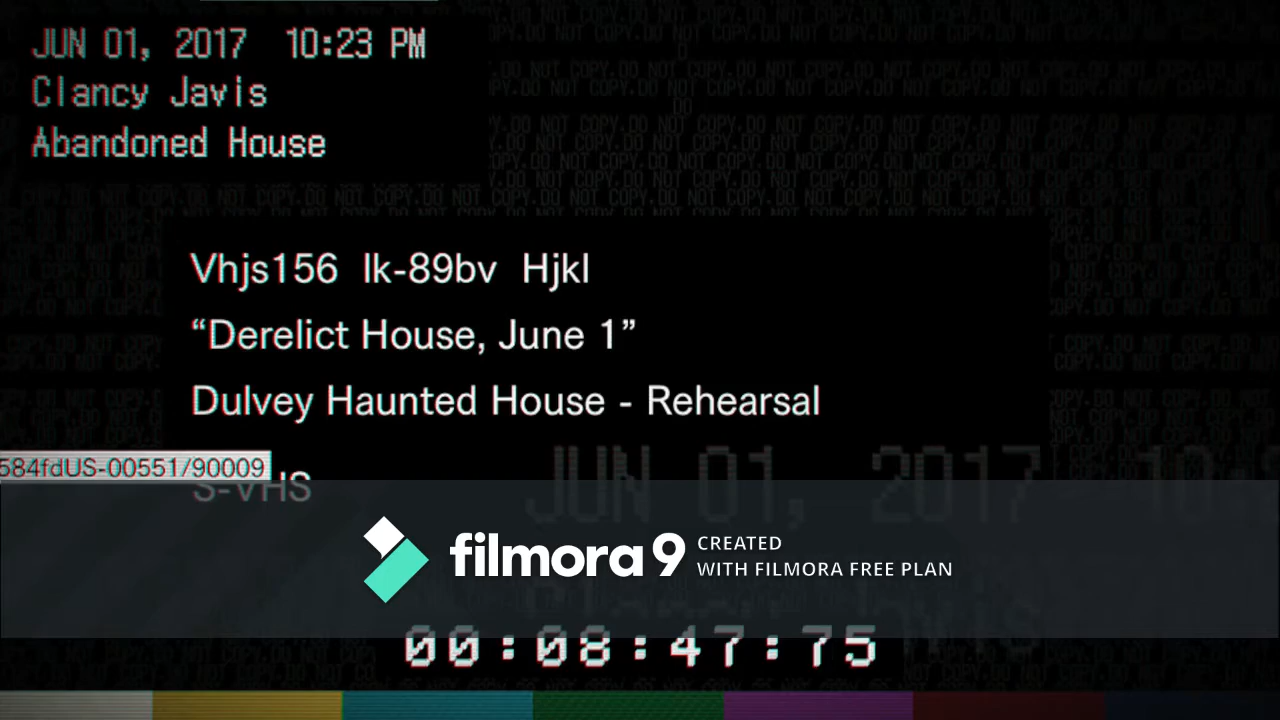 JUN 01, 2017 10:23 PM
Clancy Javis
Abandoned House
Vhjs156 lk-89bv Hjkl
“Derelict House, June 1”
Dulvey Haunted House - Rehearsal
584fdUS-00551/90009
S-VHS
JUN 01, 2017
filmora9 CREATED
WITH FILMORA FREE PLAN
00:08:47:75